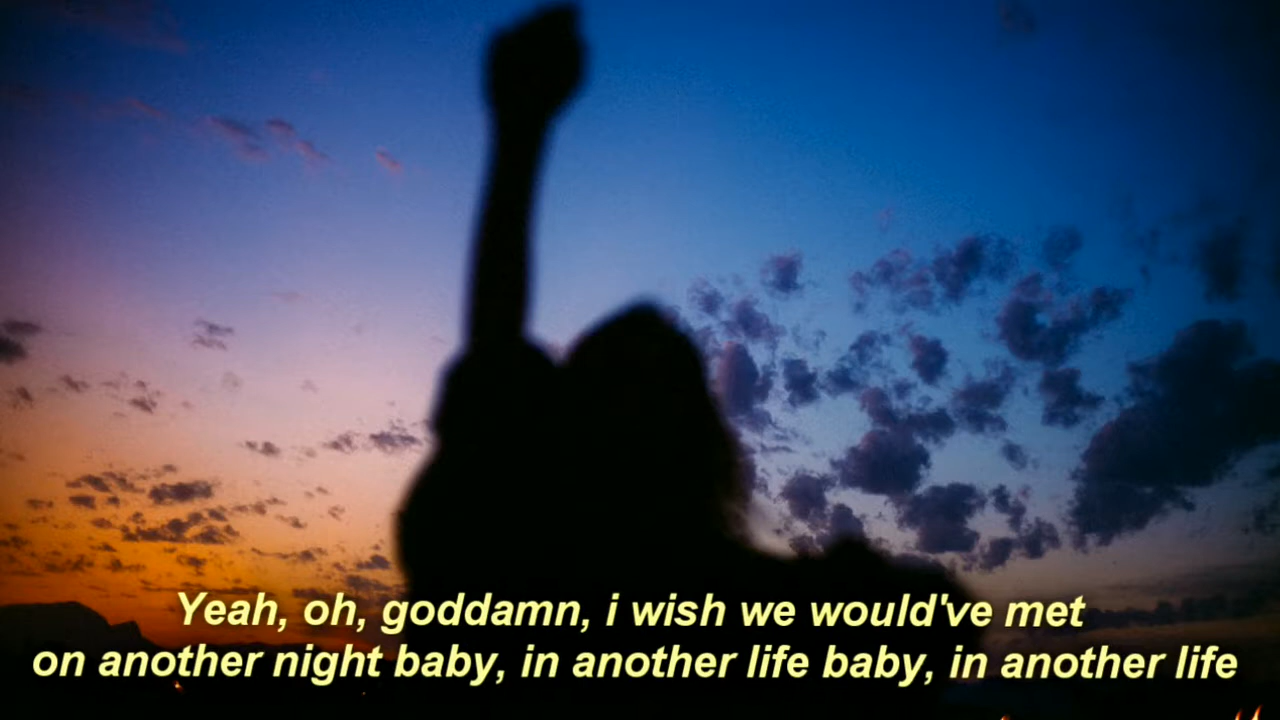 Yeah, oh, goddamn, i wish we would've met
on another night baby, in another life baby, in another life